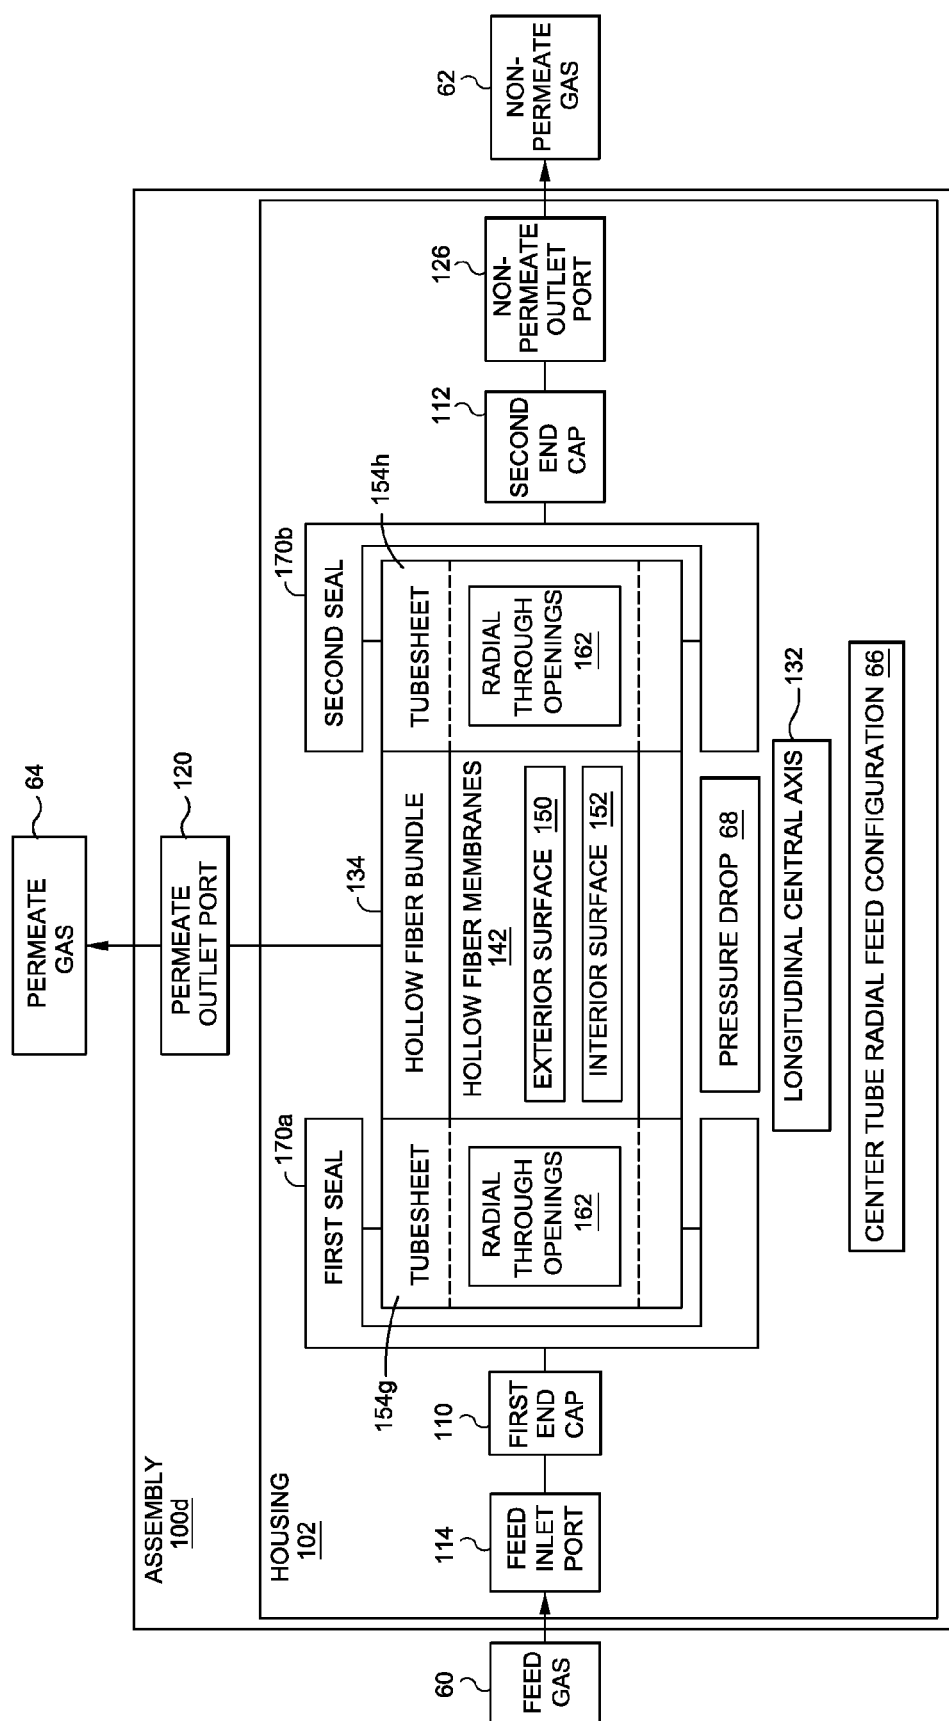 PERMEATE
GAS
64
PERMEATE
OUTLET PORT
120
ASSEMBLY
100d
HOUSING
102
FEED
GAS
60
FEED
INLET
PORT
114
FIRST
END
CAP
110
FIRST SEAL
170a
TUBESHEET
154g
RADIAL
THROUGH
OPENINGS
162
HOLLOW FIBER BUNDLE
134
HOLLOW FIBER MEMBRANES
142
EXTERIOR SURFACE 150
INTERIOR SURFACE 152
SECOND SEAL
170b
TUBESHEET
154h
RADIAL
THROUGH
OPENINGS
162
SECOND
END
CAP
112
NON-
PERMEATE
OUTLET
PORT
126
NON-
PERMEATE
GAS
62
PRESSURE DROP 68
LONGITUDINAL CENTRAL AXIS
132
CENTER TUBE RADIAL FEED CONFIGURATION 66